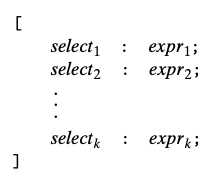 [
select₁ : expr₁;
select₂ : expr₂;
⋮
selectₖ : exprₖ;
]